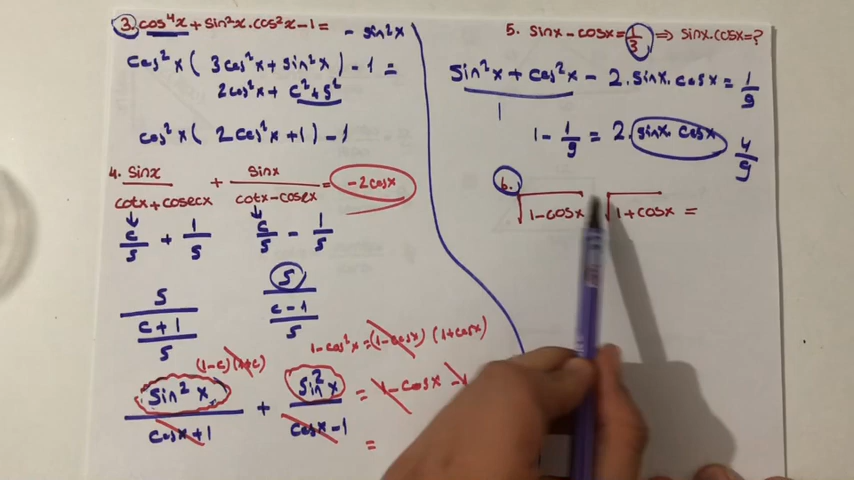 3. cos⁴x + sin²x.cos²x - 1 = - sin²x
cos²x ( 3cos²x + sin²x ) - 1 =
2cos²x + c²+s²
cos²x ( 2cos²x + 1 ) - 1
4. sinx / (cotx + cosecx) + sinx / (cotx - cosecx) = -2cosx
c/s + 1/s    c/s - 1/s
s / ((c+1)/s)    s / ((c-1)/s)
1-cos²x = (1-cosx) (1+cosx)
(1-c) (1+c)
sin²x / (cosx+1) + sin²x / (cosx-1) = 1 - cosx - 1
=
5. sinx - cosx = 1/3 ⇒ sinx.cosx = ?
sin²x + cos²x - 2.sinx.cosx = 1/9
1
1 - 1/9 = 2.sinx.cosx
4/9
6.
√1-cosx √1+cosx =